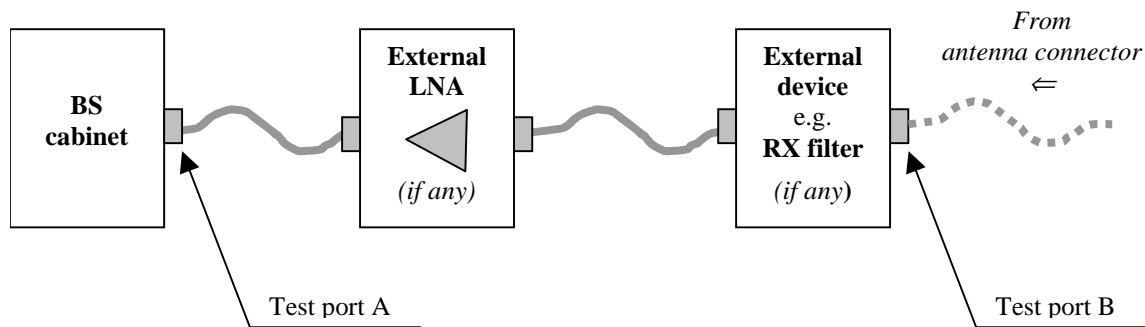 BS
cabinet
External
LNA
(if any)
External
device
e.g.
RX filter
(if any)
From
antenna connector
⇐
Test port A
Test port B